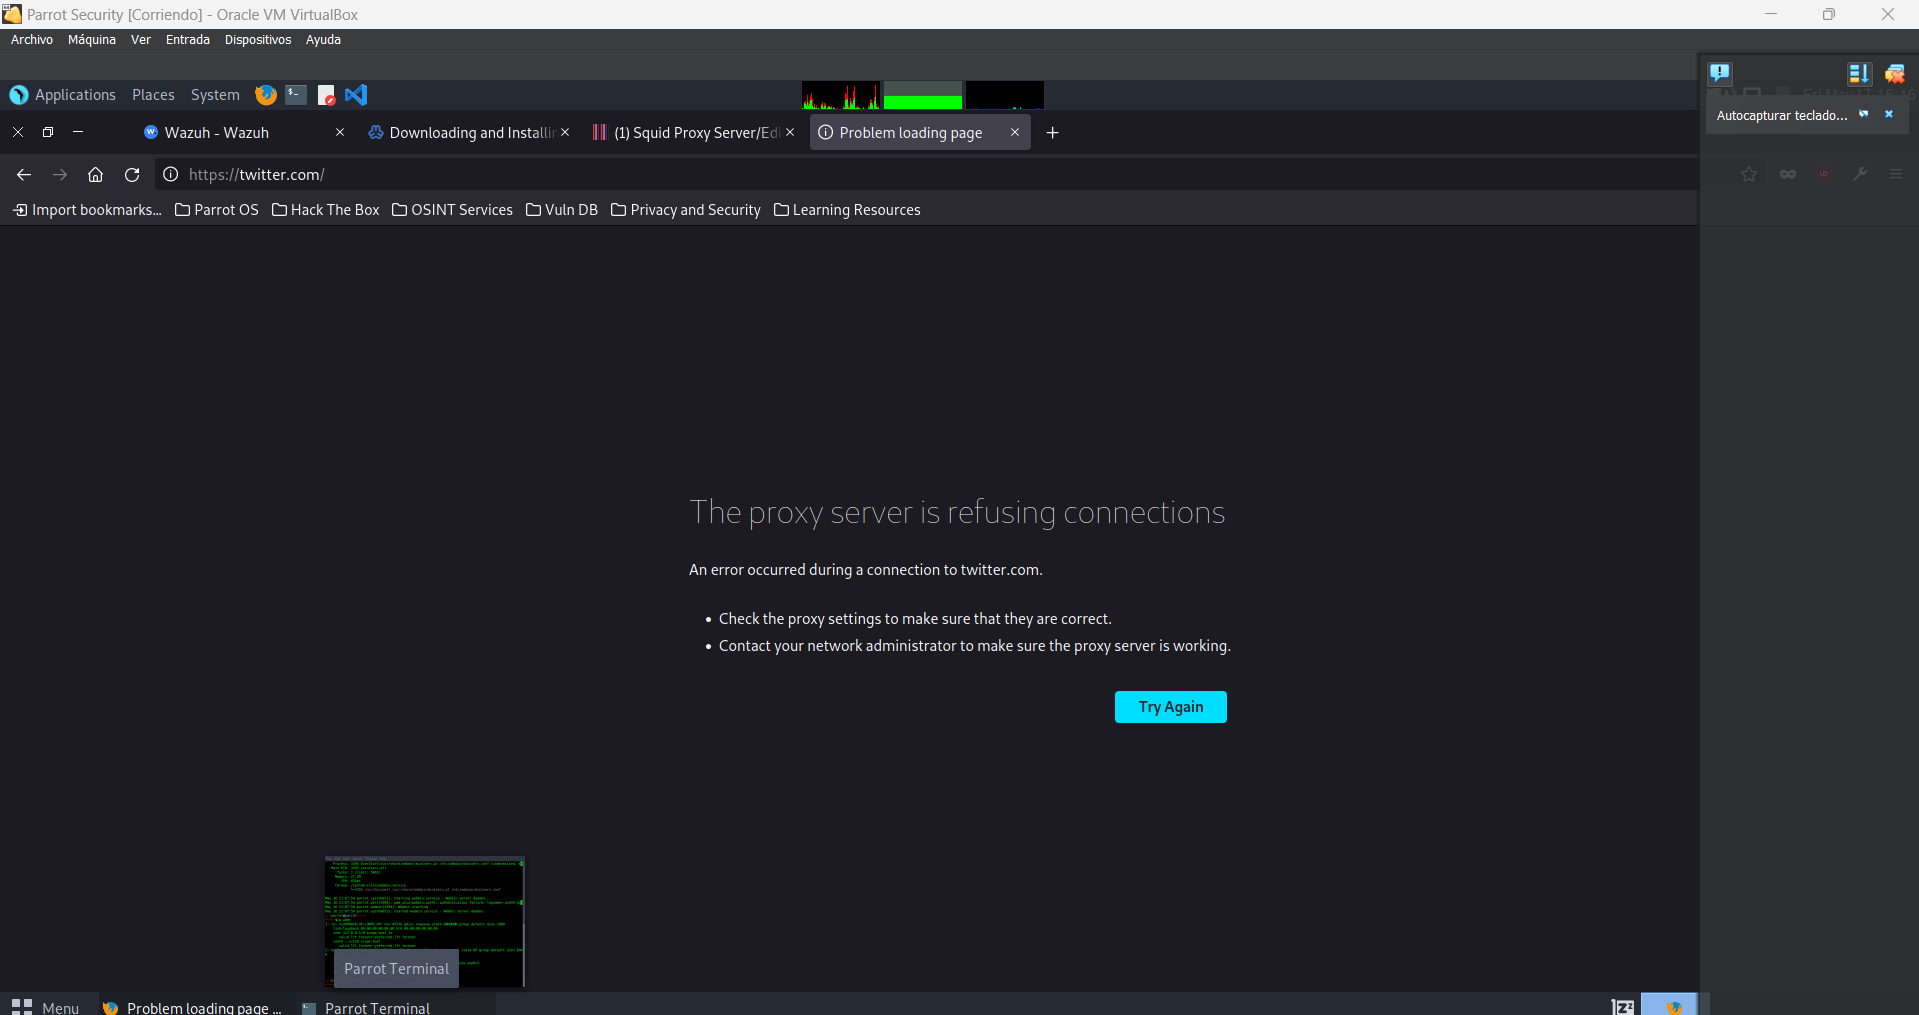 Parrot Security [Corriendo] - Oracle VM VirtualBox
Archivo Máquina Ver Entrada Dispositivos Ayuda
Applications Places System
Autocapturar teclado...
Wazuh - Wazuh
Downloading and Installin
(1) Squid Proxy Server/Edi
Problem loading page
https://twitter.com/
Import bookmarks...
Parrot OS
Hack The Box
OSINT Services
Vuln DB
Privacy and Security
Learning Resources
The proxy server is refusing connections
An error occurred during a connection to twitter.com.
• Check the proxy settings to make sure that they are correct.
• Contact your network administrator to make sure the proxy server is working.
Try Again
Parrot Terminal
Menu
Problem loading page ...
Parrot Terminal